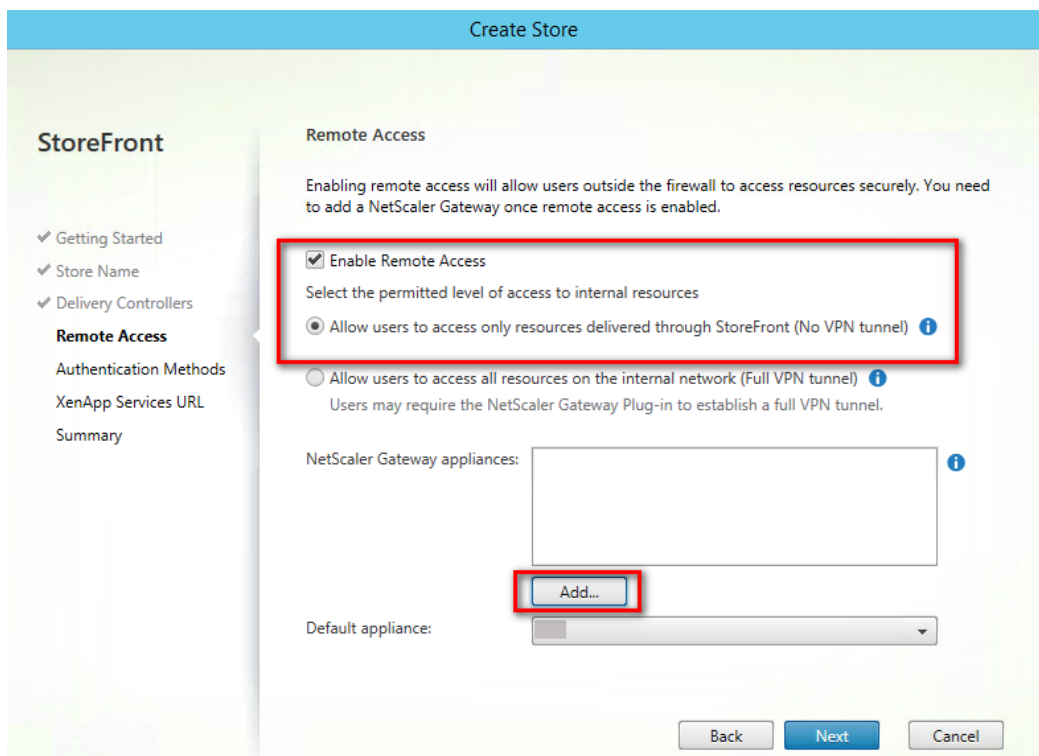 Create Store
StoreFront
Getting Started
Store Name
Delivery Controllers
Remote Access
Authentication Methods
XenApp Services URL
Summary
Remote Access
Enabling remote access will allow users outside the firewall to access resources securely. You need
to add a NetScaler Gateway once remote access is enabled.
Enable Remote Access
Select the permitted level of access to internal resources
Allow users to access only resources delivered through StoreFront (No VPN tunnel)
Allow users to access all resources on the internal network (Full VPN tunnel)
Users may require the NetScaler Gateway Plug-in to establish a full VPN tunnel.
NetScaler Gateway appliances:
Add...
Default appliance:
Back
Next
Cancel